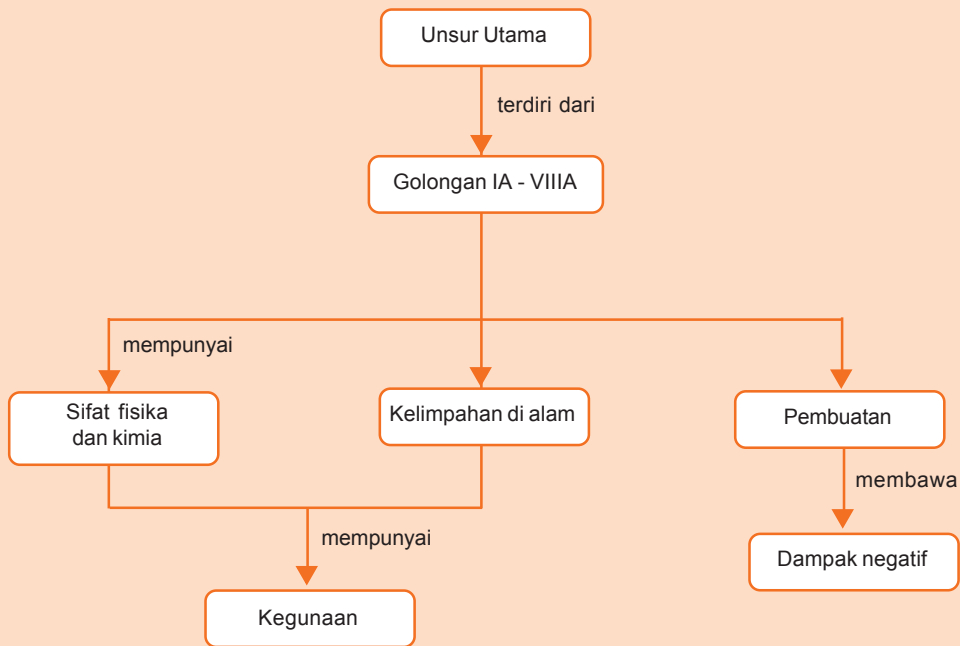 Unsur Utama
terdiri dari
Golongan IA - VIIIA
mempunyai
Sifat fisika
dan kimia
Kelimpahan di alam
Pembuatan
membawa
mempunyai
Dampak negatif
Kegunaan